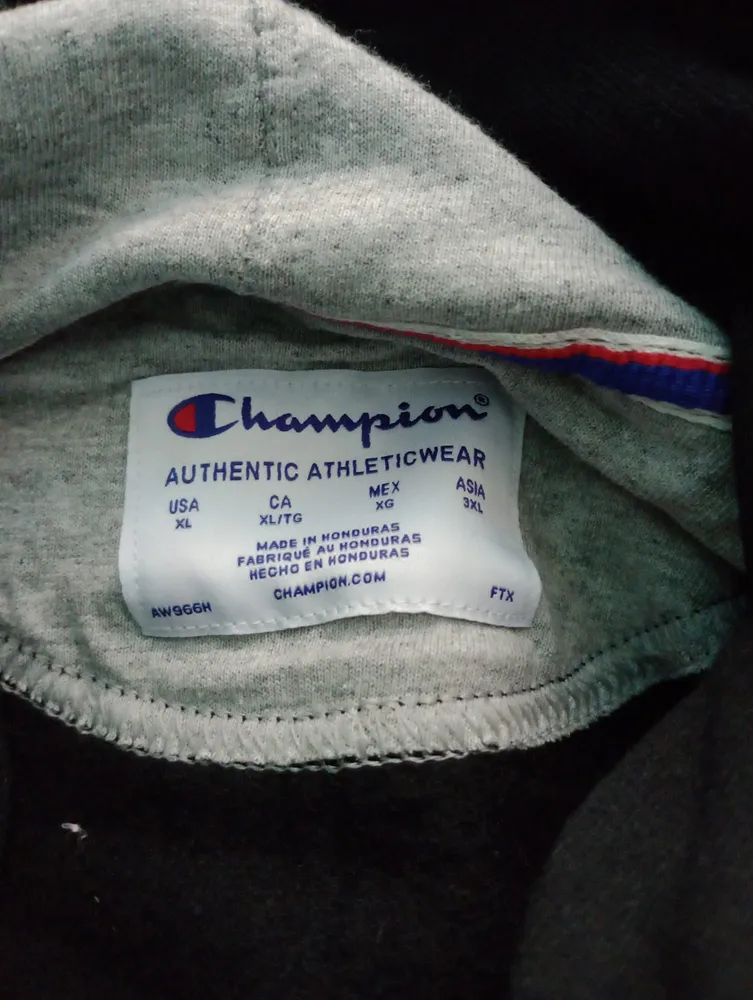 Champion®
AUTHENTIC ATHLETICWEAR
USA CA MEX ASIA
XL XL/TG XG 3XL
MADE IN HONDURAS
FABRIQUÉ AU HONDURAS
HECHO EN HONDURAS
CHAMPION.COM
AW966H FTX